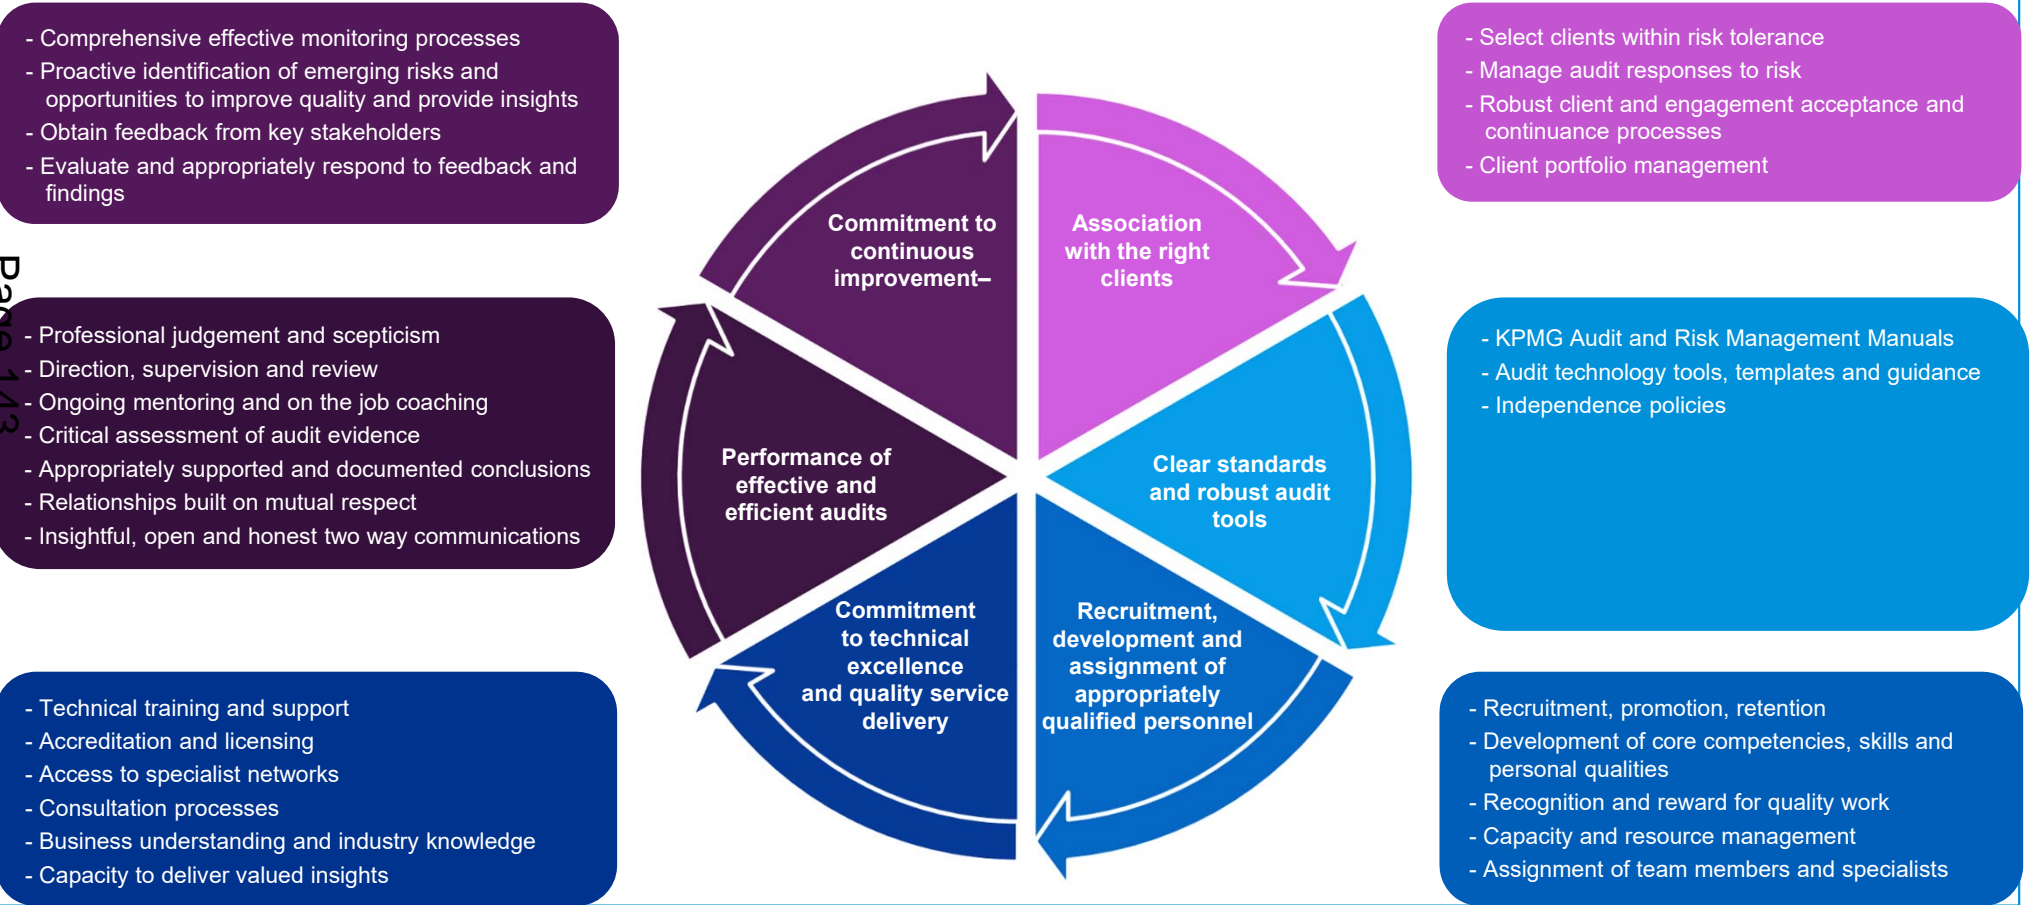 - Comprehensive effective monitoring processes
- Proactive identification of emerging risks and
opportunities to improve quality and provide insights
- Obtain feedback from key stakeholders
- Evaluate and appropriately respond to feedback and
findings
- Select clients within risk tolerance
- Manage audit responses to risk
- Robust client and engagement acceptance and
continuance processes
- Client portfolio management
Commitment to
continuous
improvement–
Association
with the right
clients
Page 143
- Professional judgement and scepticism
- Direction, supervision and review
- Ongoing mentoring and on the job coaching
- Critical assessment of audit evidence
- Appropriately supported and documented conclusions
- Relationships built on mutual respect
- Insightful, open and honest two way communications
Performance of
effective and
efficient audits
Clear standards
and robust audit
tools
- KPMG Audit and Risk Management Manuals
- Audit technology tools, templates and guidance
- Independence policies
Commitment
to technical
excellence
and quality service
delivery
Recruitment,
development and
assignment of
appropriately
qualified personnel
- Technical training and support
- Accreditation and licensing
- Access to specialist networks
- Consultation processes
- Business understanding and industry knowledge
- Capacity to deliver valued insights
- Recruitment, promotion, retention
- Development of core competencies, skills and
personal qualities
- Recognition and reward for quality work
- Capacity and resource management
- Assignment of team members and specialists